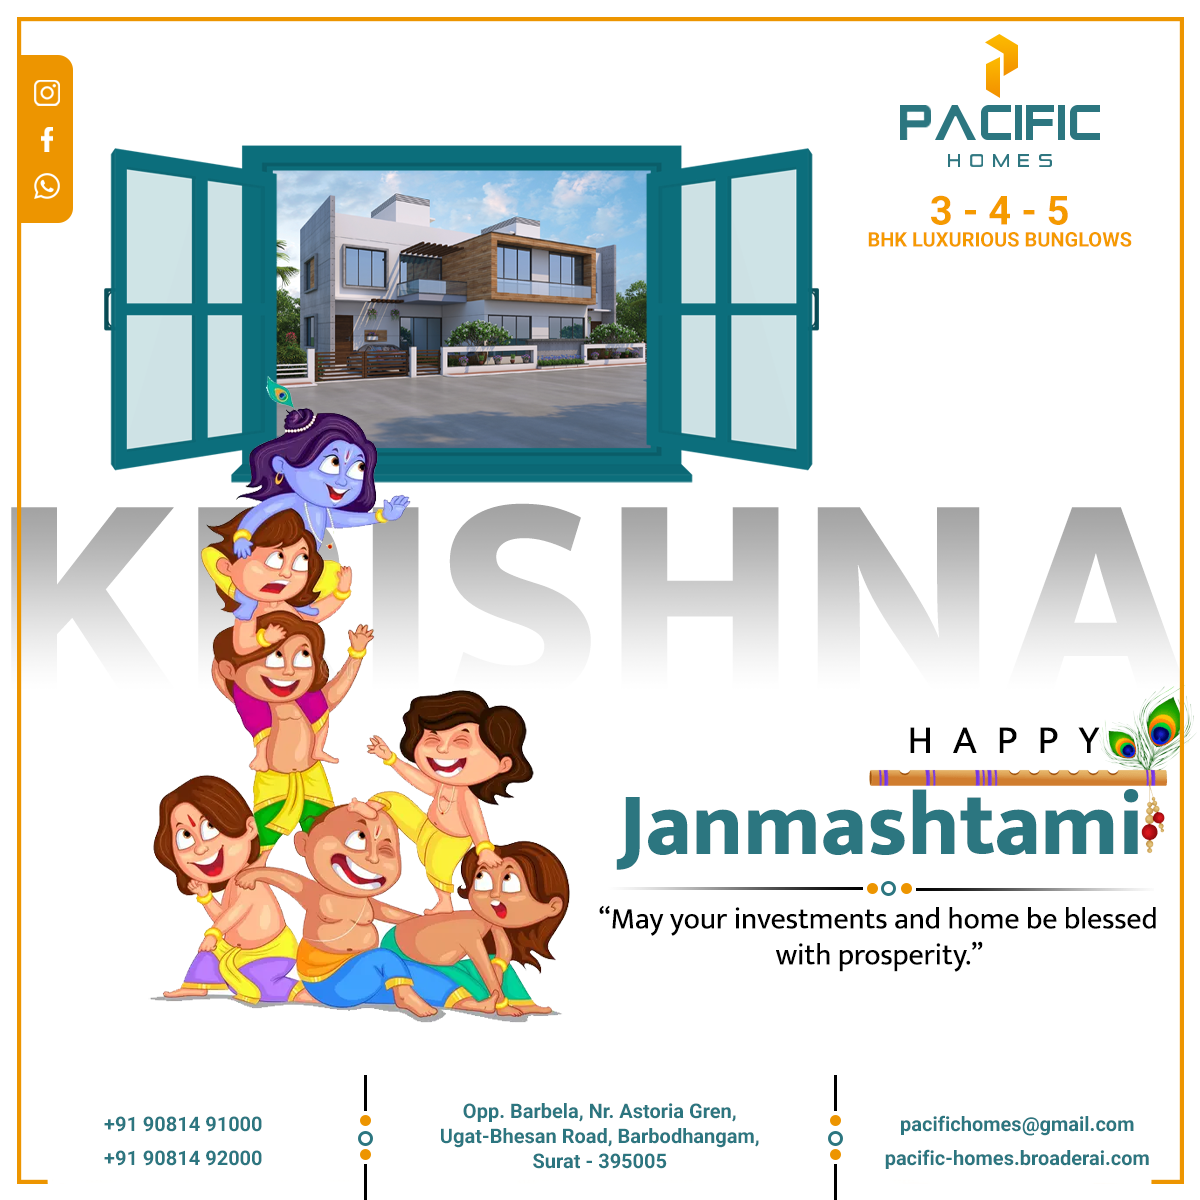 PACIFIC
HOMES
3 - 4 - 5
BHK LUXURIOUS BUNGLOWS
KRISHNA
HAPPY
Janmashtami
“May your investments and home be blessed
with prosperity.”
+91 90814 91000
+91 90814 92000
Opp. Barbela, Nr. Astoria Gren,
Ugat-Bhesan Road, Barbodhangam,
Surat - 395005
pacifichomes@gmail.com
pacific-homes.broaderai.com